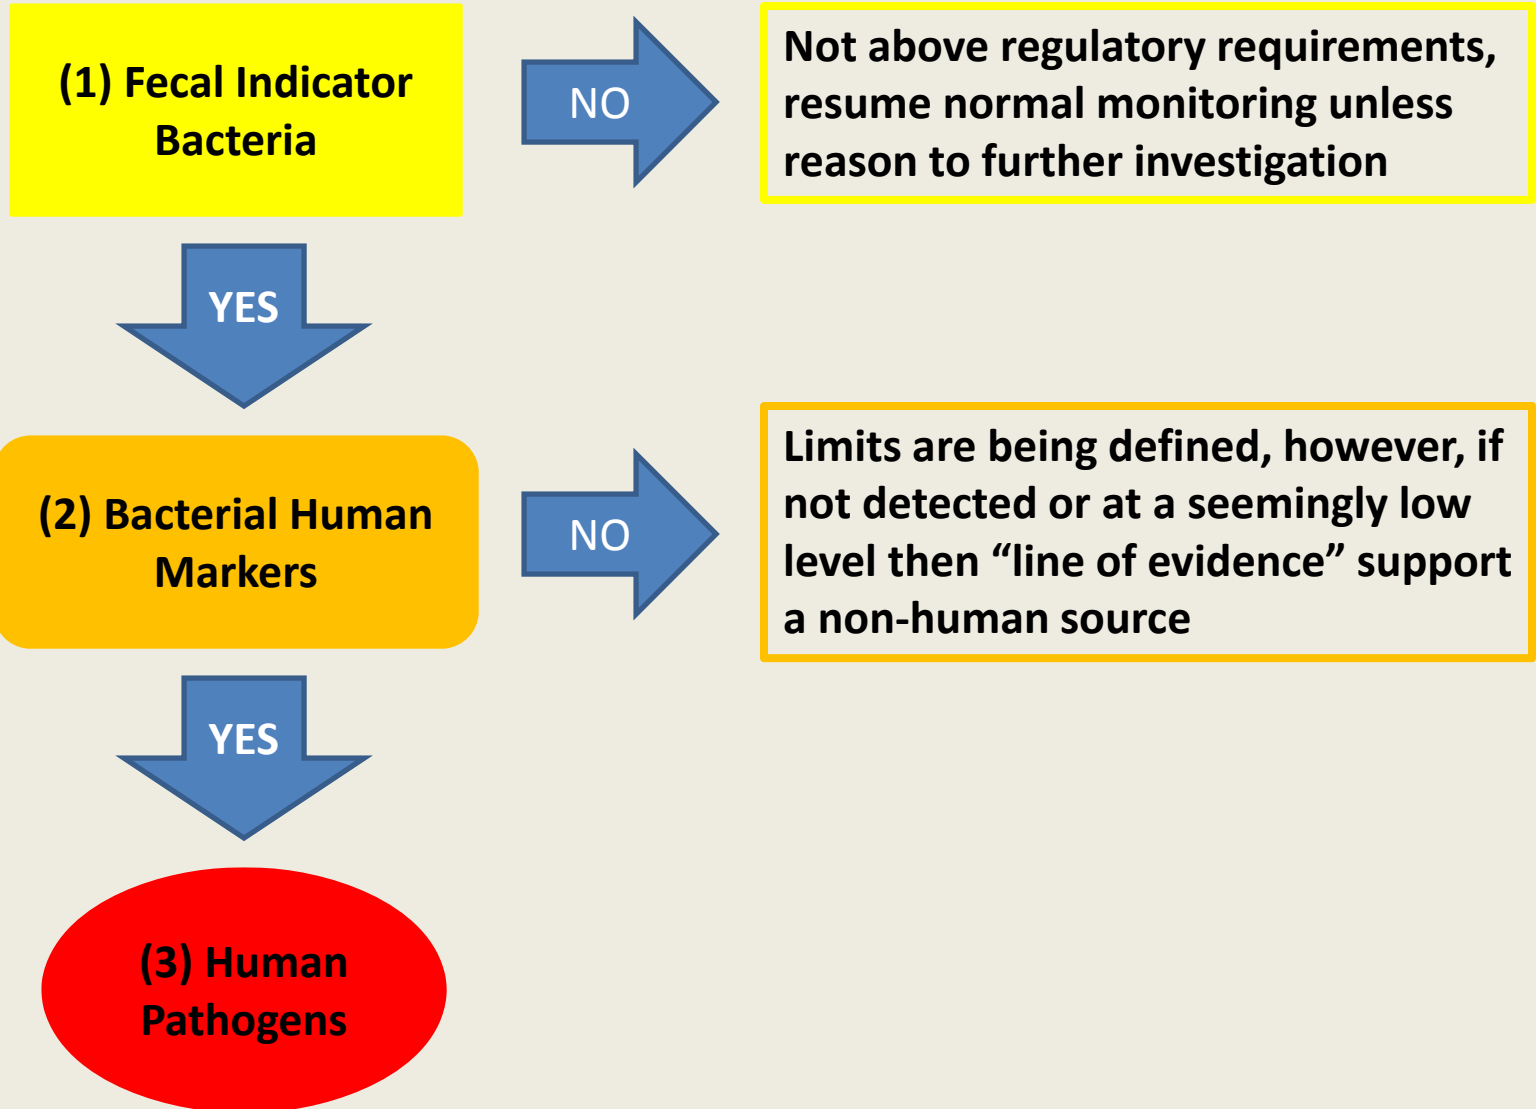 (1) Fecal Indicator
Bacteria
NO
Not above regulatory requirements,
resume normal monitoring unless
reason to further investigation
YES
(2) Bacterial Human
Markers
NO
Limits are being defined, however, if
not detected or at a seemingly low
level then “line of evidence” support
a non-human source
YES
(3) Human
Pathogens